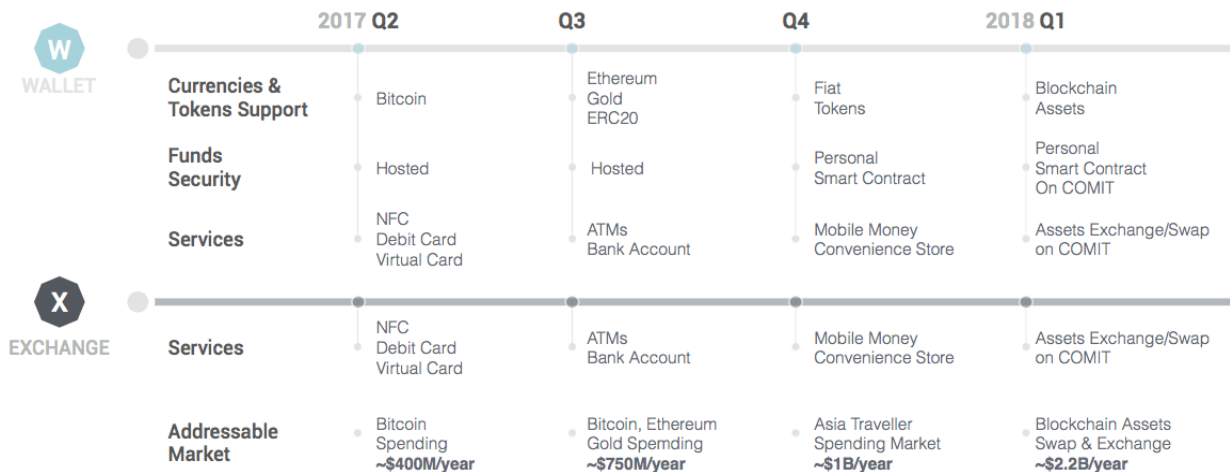 2017 Q2
Q3
Q4
2018 Q1
W
WALLET
Currencies &
Tokens Support
Bitcoin
Ethereum
Gold
ERC20
Fiat
Tokens
Blockchain
Assets
Funds
Security
Hosted
Hosted
Personal
Smart Contract
Personal
Smart Contract
On COMIT
Services
NFC
Debit Card
Virtual Card
ATMs
Bank Account
Mobile Money
Convenience Store
Assets Exchange/Swap
on COMIT
X
EXCHANGE
Services
NFC
Debit Card
Virtual Card
ATMs
Bank Account
Mobile Money
Convenience Store
Assets Exchange/Swap
on COMIT
Addressable
Market
Bitcoin
Spending
~$400M/year
Bitcoin, Ethereum
Gold Spemding
~$750M/year
Asia Traveller
Spending Market
~$1B/year
Blockchain Assets
Swap & Exchange
~$2.2B/year